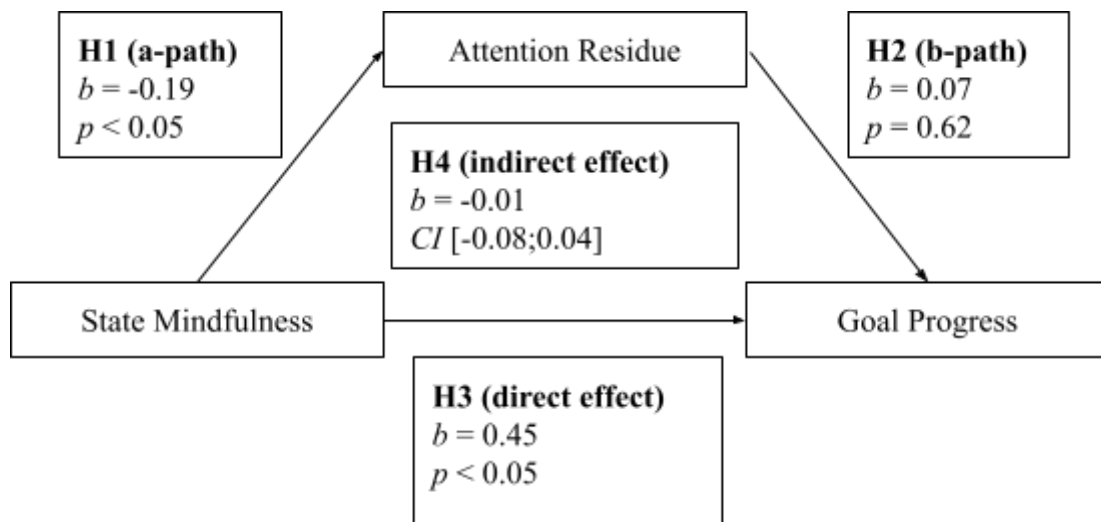 H1 (a-path)
b = -0.19
p < 0.05
Attention Residue
H2 (b-path)
b = 0.07
p = 0.62
H4 (indirect effect)
b = -0.01
CI [-0.08;0.04]
State Mindfulness
Goal Progress
H3 (direct effect)
b = 0.45
p < 0.05